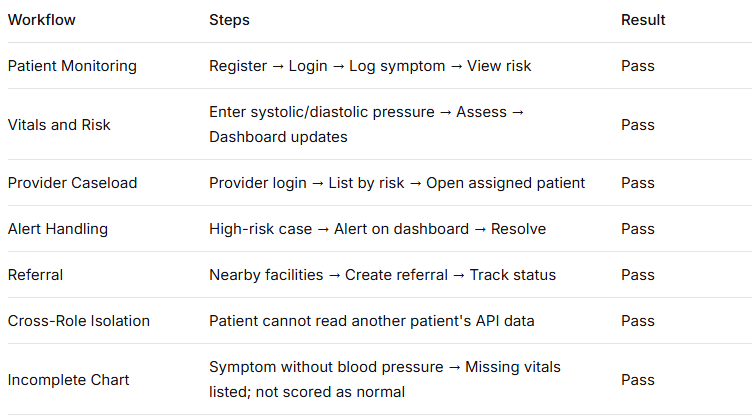 Workflow Steps Result
Patient Monitoring Register → Login → Log symptom → View risk Pass
Vitals and Risk Enter systolic/diastolic pressure → Assess →
Dashboard updates Pass
Provider Caseload Provider login → List by risk → Open assigned patient Pass
Alert Handling High-risk case → Alert on dashboard → Resolve Pass
Referral Nearby facilities → Create referral → Track status Pass
Cross-Role Isolation Patient cannot read another patient's API data Pass
Incomplete Chart Symptom without blood pressure → Missing vitals
listed; not scored as normal Pass